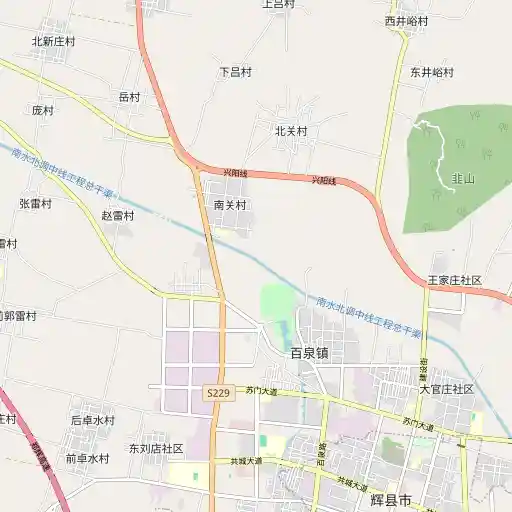 上吕村
西井峪村
北新庄村
下吕村
东井峪村
岳村
庞村
北关村
南水北调中线工程总干渠
兴阳线
兴阳线
韭山
张雷村
赵雷村
南关村
雷村
王家庄社区
南水北调中线工程总干渠
前郭雷村
百泉镇
S229
苏门大道
大官庄社区
庄村
后卓水村
苏门大道
东刘店社区
前卓水村
共城大道
共城大道
辉县市